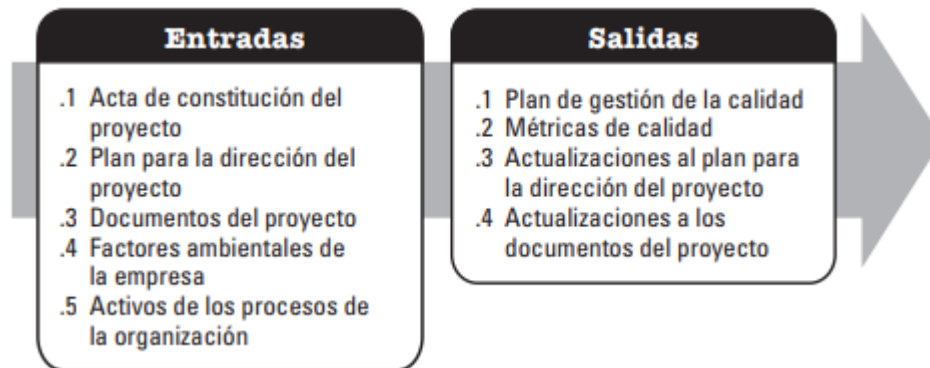 Entradas
.1 Acta de constitución del
proyecto
.2 Plan para la dirección del
proyecto
.3 Documentos del proyecto
.4 Factores ambientales de
la empresa
.5 Activos de los procesos de
la organización
Salidas
.1 Plan de gestión de la calidad
.2 Métricas de calidad
.3 Actualizaciones al plan para
la dirección del proyecto
.4 Actualizaciones a los
documentos del proyecto